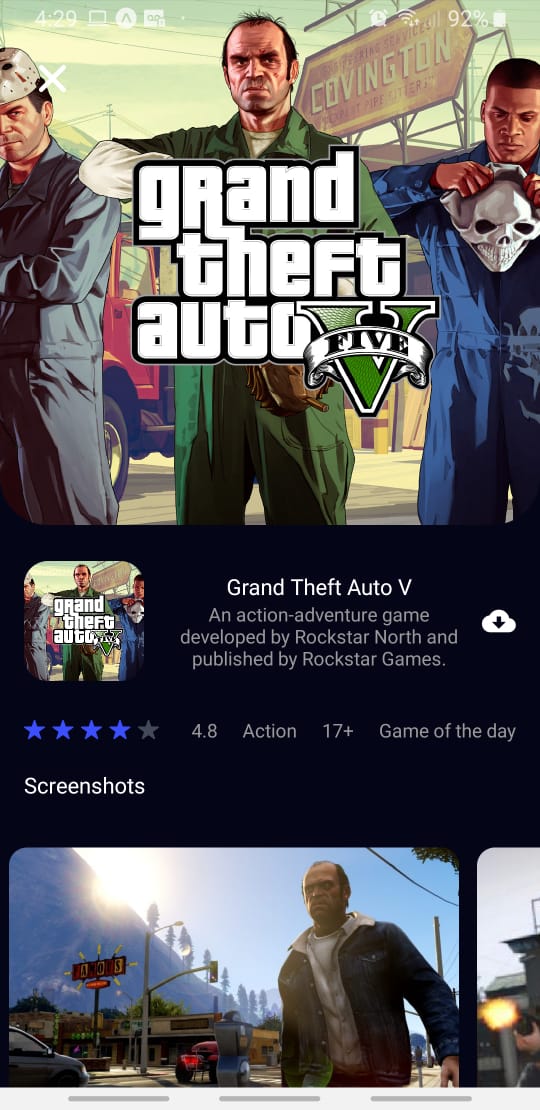 4:29
92%
COVINGTON
grand
theft
auto V
FIVE
grand
theft
auto V
Grand Theft Auto V
An action-adventure game
developed by Rockstar North and
published by Rockstar Games.
4.8 Action 17+ Game of the day
Screenshots